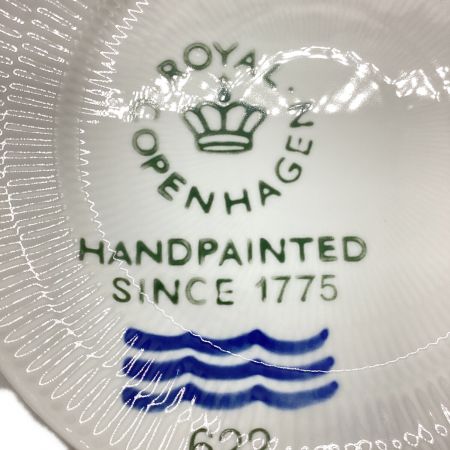 ROYAL
COPENHAGEN
HANDPAINTED
SINCE 1775